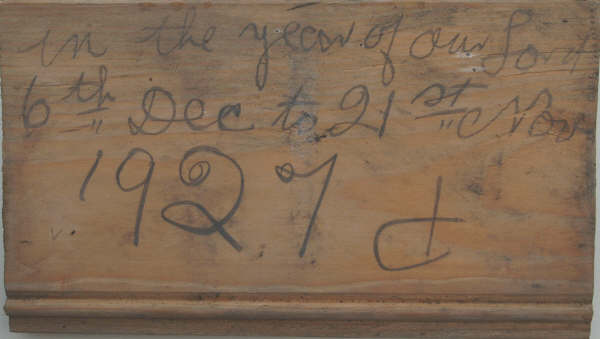 in the year of our Lord
6th Dec to 21st Nov
1927